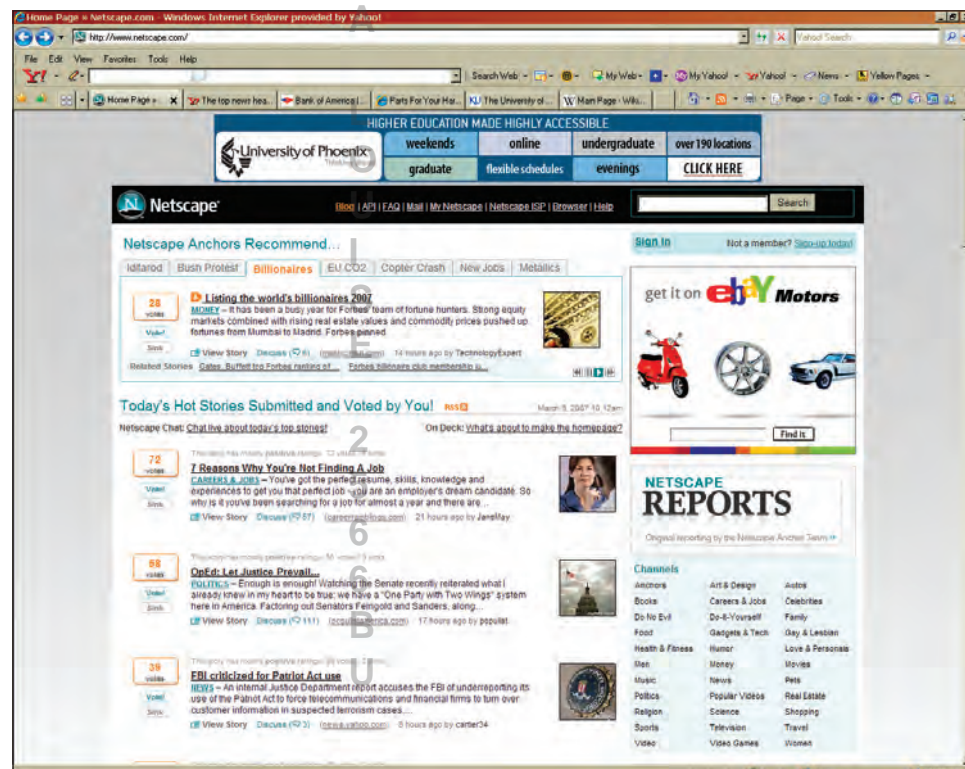 Home Page » Netscape.com - Windows Internet Explorer provided by Yahoo!
http://www.netscape.com/
Yahoo! Search
File Edit View Favorites Tools Help
Y! Search Web My Web My Yahoo! Yahoo! News Yellow Pages
Home Page » The top news hea... Bank of America | ... Parts For Your Har... KU The University of ... W Main Page - Wiki... Page Tools
HIGHER EDUCATION MADE HIGHLY ACCESSIBLE
University of Phoenix
weekends online undergraduate over 190 locations
graduate flexible schedules evenings CLICK HERE
Netscape
Blog | API | FAQ | Mail | My Netscape | Netscape ISP | Browser | Help
Search
Netscape Anchors Recommend...
Iditarod Bush Protest Billionaires EU CO2 Copter Crash New Jobs Metallics
28
votes
Vote!
Sink
Listing the world's billionaires 2007
MONEY – It has been a busy year for Forbes' team of fortune hunters. Strong equity
markets combined with rising real estate values and commodity prices pushed up
fortunes from Mumbai to Madrid. Forbes pinned
View Story Discuss (6) 14 hours ago by TechnologyExpert
Related Stories Gates, Buffett top Forbes ranking of ... Forbes billionaire club membership is...
Today's Hot Stories Submitted and Voted by You! RSS
2007 10:12am
Netscape Chat: Chat live about today's top stories! On Deck: What's about to make the homepage?
72
votes
Vote!
Sink
7 Reasons Why You're Not Finding A Job
CAREERS & JOBS – You've got the perfect resume, skills, knowledge and
experiences to get you that perfect job - you are an employer's dream candidate. So
why is it you've been searching for a job for almost a year and there are...
View Story Discuss (57) 21 hours ago by JaneMay
58
votes
Vote!
Sink
OpEd: Let Justice Prevail...
POLITICS – Enough is enough! Watching the Senate recently reiterated what I
already knew in my heart to be true: we have a "One Party with Two Wings" system
here in America. Factoring out Senators Feingold and Sanders, along...
View Story Discuss (111) (populistamerica.com) 17 hours ago by populist
39
votes
Vote!
Sink
FBI criticized for Patriot Act use
NEWS – An internal Justice Department report accuses the FBI of underreporting its
use of the Patriot Act to force telecommunications and financial firms to turn over
customer information in suspected terrorism cases....
View Story Discuss (3) (news.yahoo.com) 8 hours ago by carter34
Sign In Not a member? Sign-up today!
get it on ebaY Motors
Find It
NETSCAPE
REPORTS
Original reporting by the Netscape Anchor Team »
Channels
Anchors Art & Design Autos
Books Careers & Jobs Celebrities
Do No Evil Do-It-Yourself Family
Food Gadgets & Tech Gay & Lesbian
Health & Fitness Humor Love & Personals
Men Money Movies
Music News Pets
Politics Popular Videos Real Estate
Religion Science Shopping
Sports Television Travel
Video Video Games Women